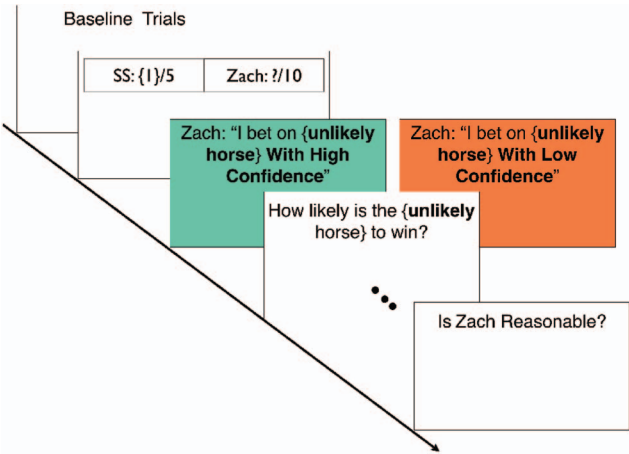 Baseline Trials
SS: {1}/5 Zach: ?/10
Zach: "I bet on {unlikely
horse} With High
Confidence"
Zach: "I bet on {unlikely
horse} With Low
Confidence"
How likely is the {unlikely
horse} to win?
Is Zach Reasonable?